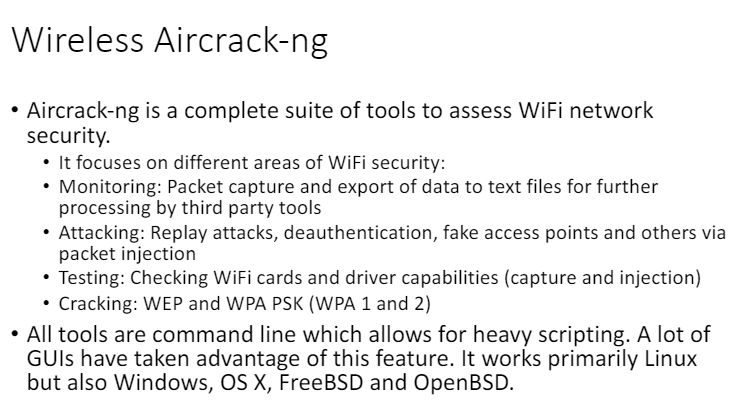 Wireless Aircrack-ng
• Aircrack-ng is a complete suite of tools to assess WiFi network
security.
• It focuses on different areas of WiFi security:
• Monitoring: Packet capture and export of data to text files for further
processing by third party tools
• Attacking: Replay attacks, deauthentication, fake access points and others via
packet injection
• Testing: Checking WiFi cards and driver capabilities (capture and injection)
• Cracking: WEP and WPA PSK (WPA 1 and 2)
• All tools are command line which allows for heavy scripting. A lot of
GUIs have taken advantage of this feature. It works primarily Linux
but also Windows, OS X, FreeBSD and OpenBSD.